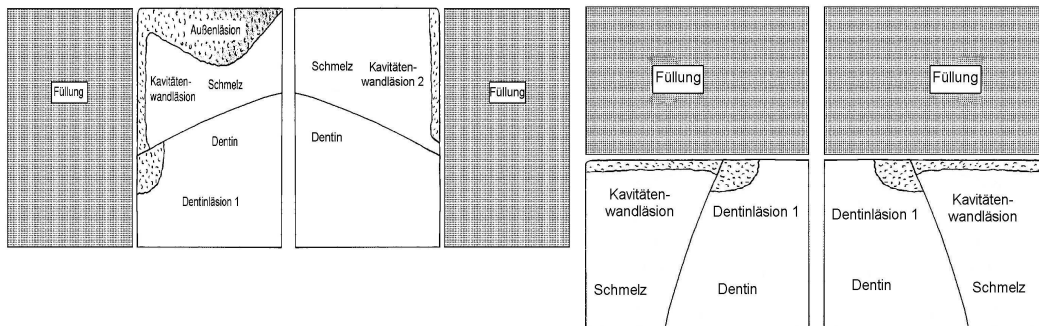 Außenläsion
Füllung
Kavitäten-
wandläsion
Schmelz
Dentin
Dentinläsion 1
Schmelz
Kavitäten-
wandläsion 2
Dentin
Füllung
Füllung
Kavitäten-
wandläsion
Dentinläsion 1
Schmelz
Dentin
Füllung
Dentinläsion 1
Kavitäten-
wandläsion
Dentin
Schmelz